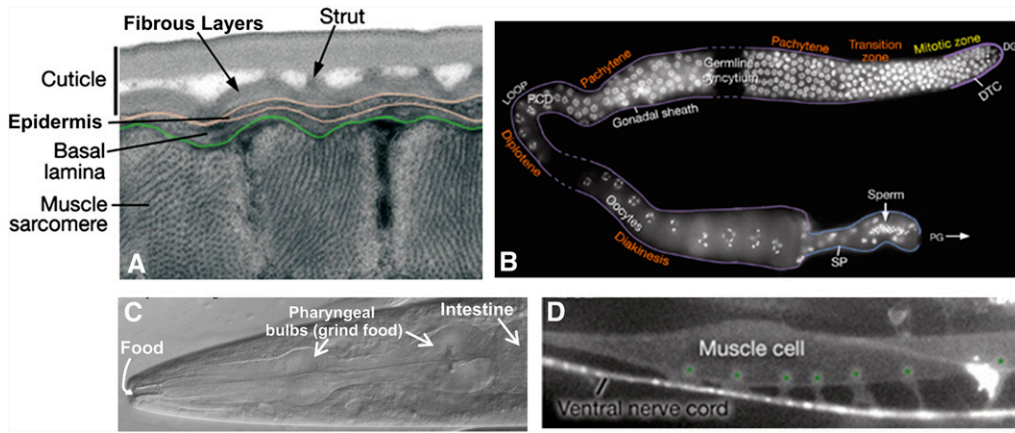 Fibrous Layers
Strut
Cuticle
Epidermis
Basal
lamina
Muscle
sarcomere
A
Pachytene
LOOP
PCD
Diplotene
Gonadal sheath
Germline
syncytium
Pachytene
Transition
zone
Mitotic zone
DG
DTC
Oocytes
Diakinesis
Sperm
SP
PG
B
C
Food
Pharyngeal
bulbs (grind food)
Intestine
D
Muscle cell
Ventral nerve cord